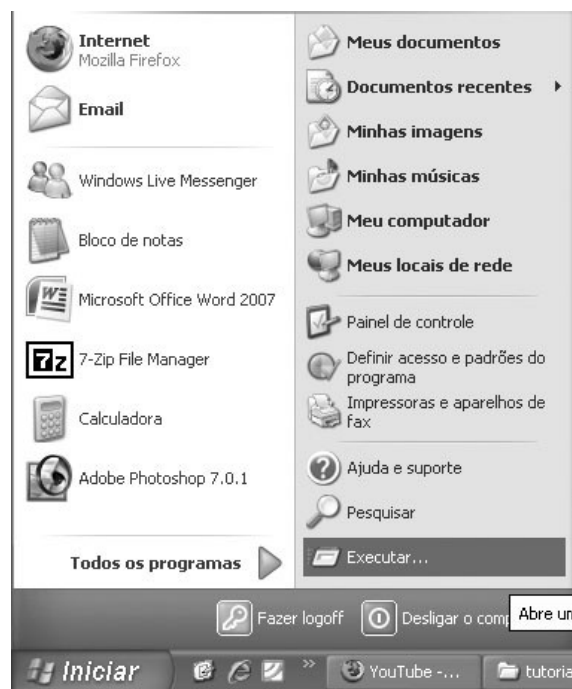 Internet
Mozilla Firefox
Email
Windows Live Messenger
Bloco de notas
Microsoft Office Word 2007
7-Zip File Manager
Calculadora
Adobe Photoshop 7.0.1
Todos os programas
Meus documentos
Documentos recentes
Minhas imagens
Minhas músicas
Meu computador
Meus locais de rede
Painel de controle
Definir acesso e padrões do
programa
Impressoras e aparelhos de
fax
Ajuda e suporte
Pesquisar
Executar...
Fazer logoff
Desligar o comp
Abre um
Iniciar
YouTube -...
tutoria